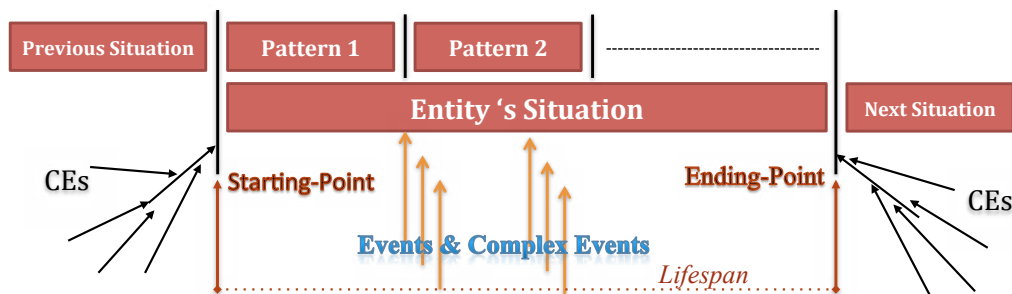 Previous Situation
Pattern 1
Pattern 2
Entity ‘s Situation
Next Situation
CEs
Starting-Point
Ending-Point
CEs
Events & Complex Events
Lifespan